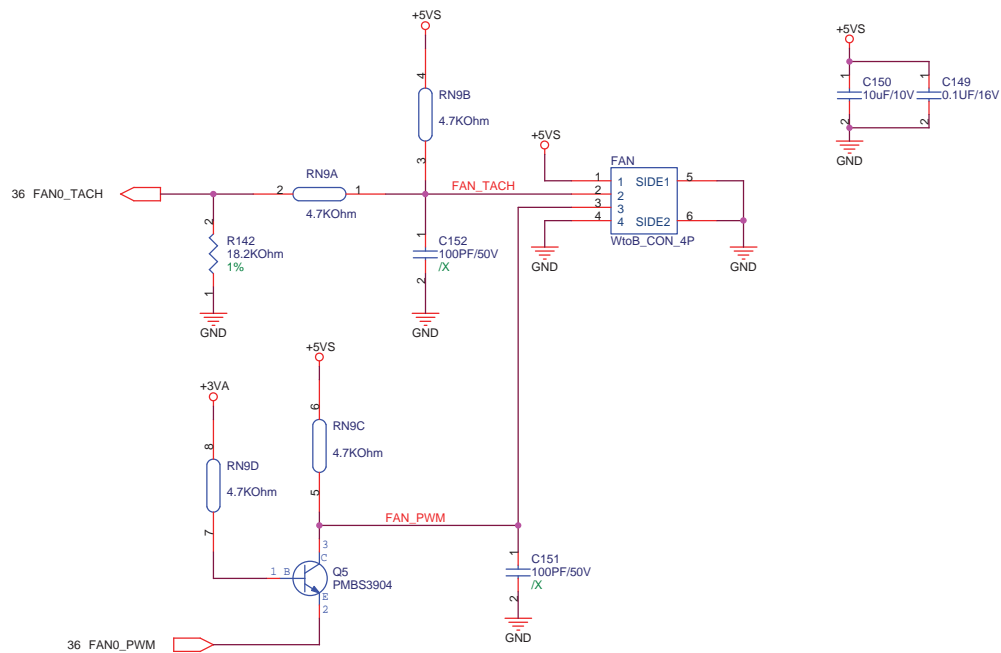 +5VS
+5VS
4
RN9B
4.7KOhm
3
1
C150
10uF/10V
2
1
C149
0.1UF/16V
2
GND
+5VS
FAN
1
2
3
4
1
2
3
4
SIDE1
SIDE2
5
6
WtoB_CON_4P
GND
GND
36 FAN0_TACH
2
RN9A
1
4.7KOhm
FAN_TACH
2
R142
18.2KOhm
1%
1
GND
1
C152
100PF/50V
/X
2
GND
+5VS
+3VA
6
RN9C
4.7KOhm
5
8
RN9D
4.7KOhm
7
FAN_PWM
3
C
1 B
Q5
PMBS3904
E
2
1
C151
100PF/50V
/X
2
GND
36 FAN0_PWM